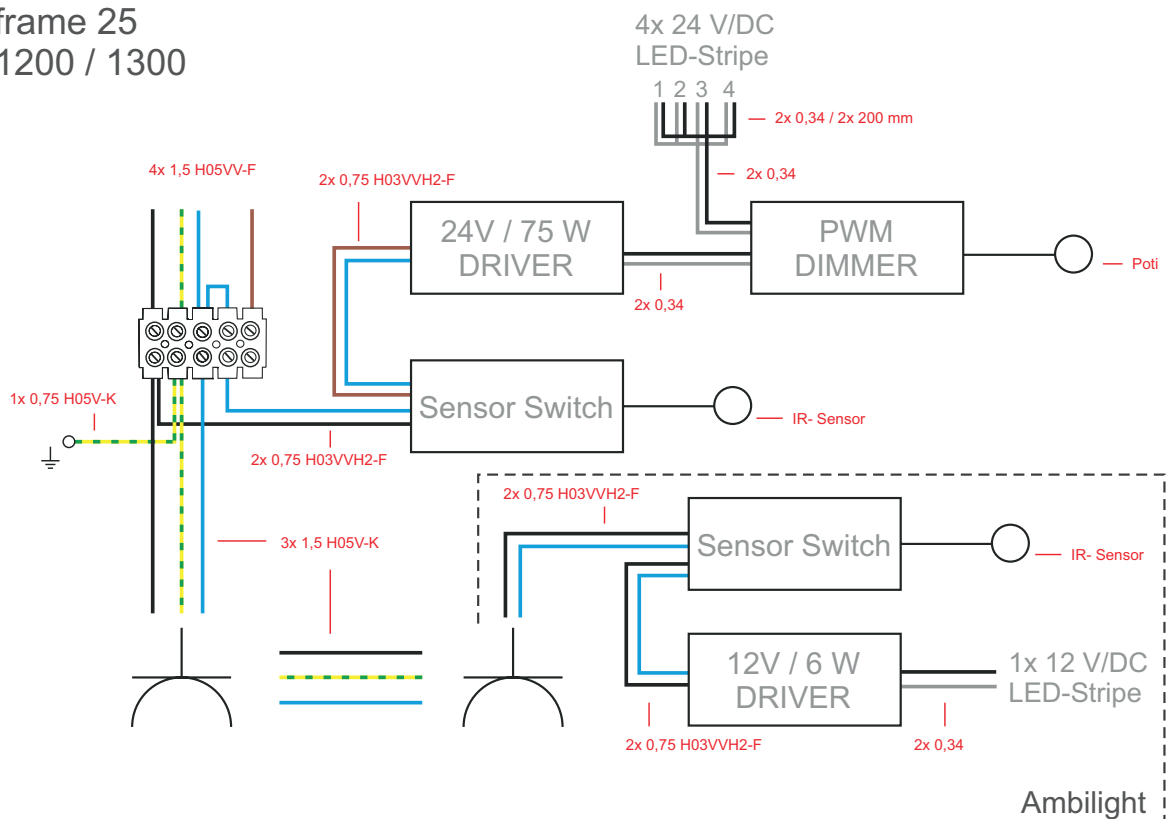 frame 25
1200 / 1300
4x 24 V/DC
LED-Stripe
1 2 3 4
2x 0,34 / 2x 200 mm
4x 1,5 H05VV-F
2x 0,75 H03VVH2-F
2x 0,34
24V / 75 W
DRIVER
PWM
DIMMER
Poti
2x 0,34
1x 0,75 H05V-K
Sensor Switch
IR- Sensor
2x 0,75 H03VVH2-F
2x 0,75 H03VVH2-F
3x 1,5 H05V-K
Sensor Switch
IR- Sensor
12V / 6 W
DRIVER
1x 12 V/DC
LED-Stripe
2x 0,75 H03VVH2-F
2x 0,34
Ambilight